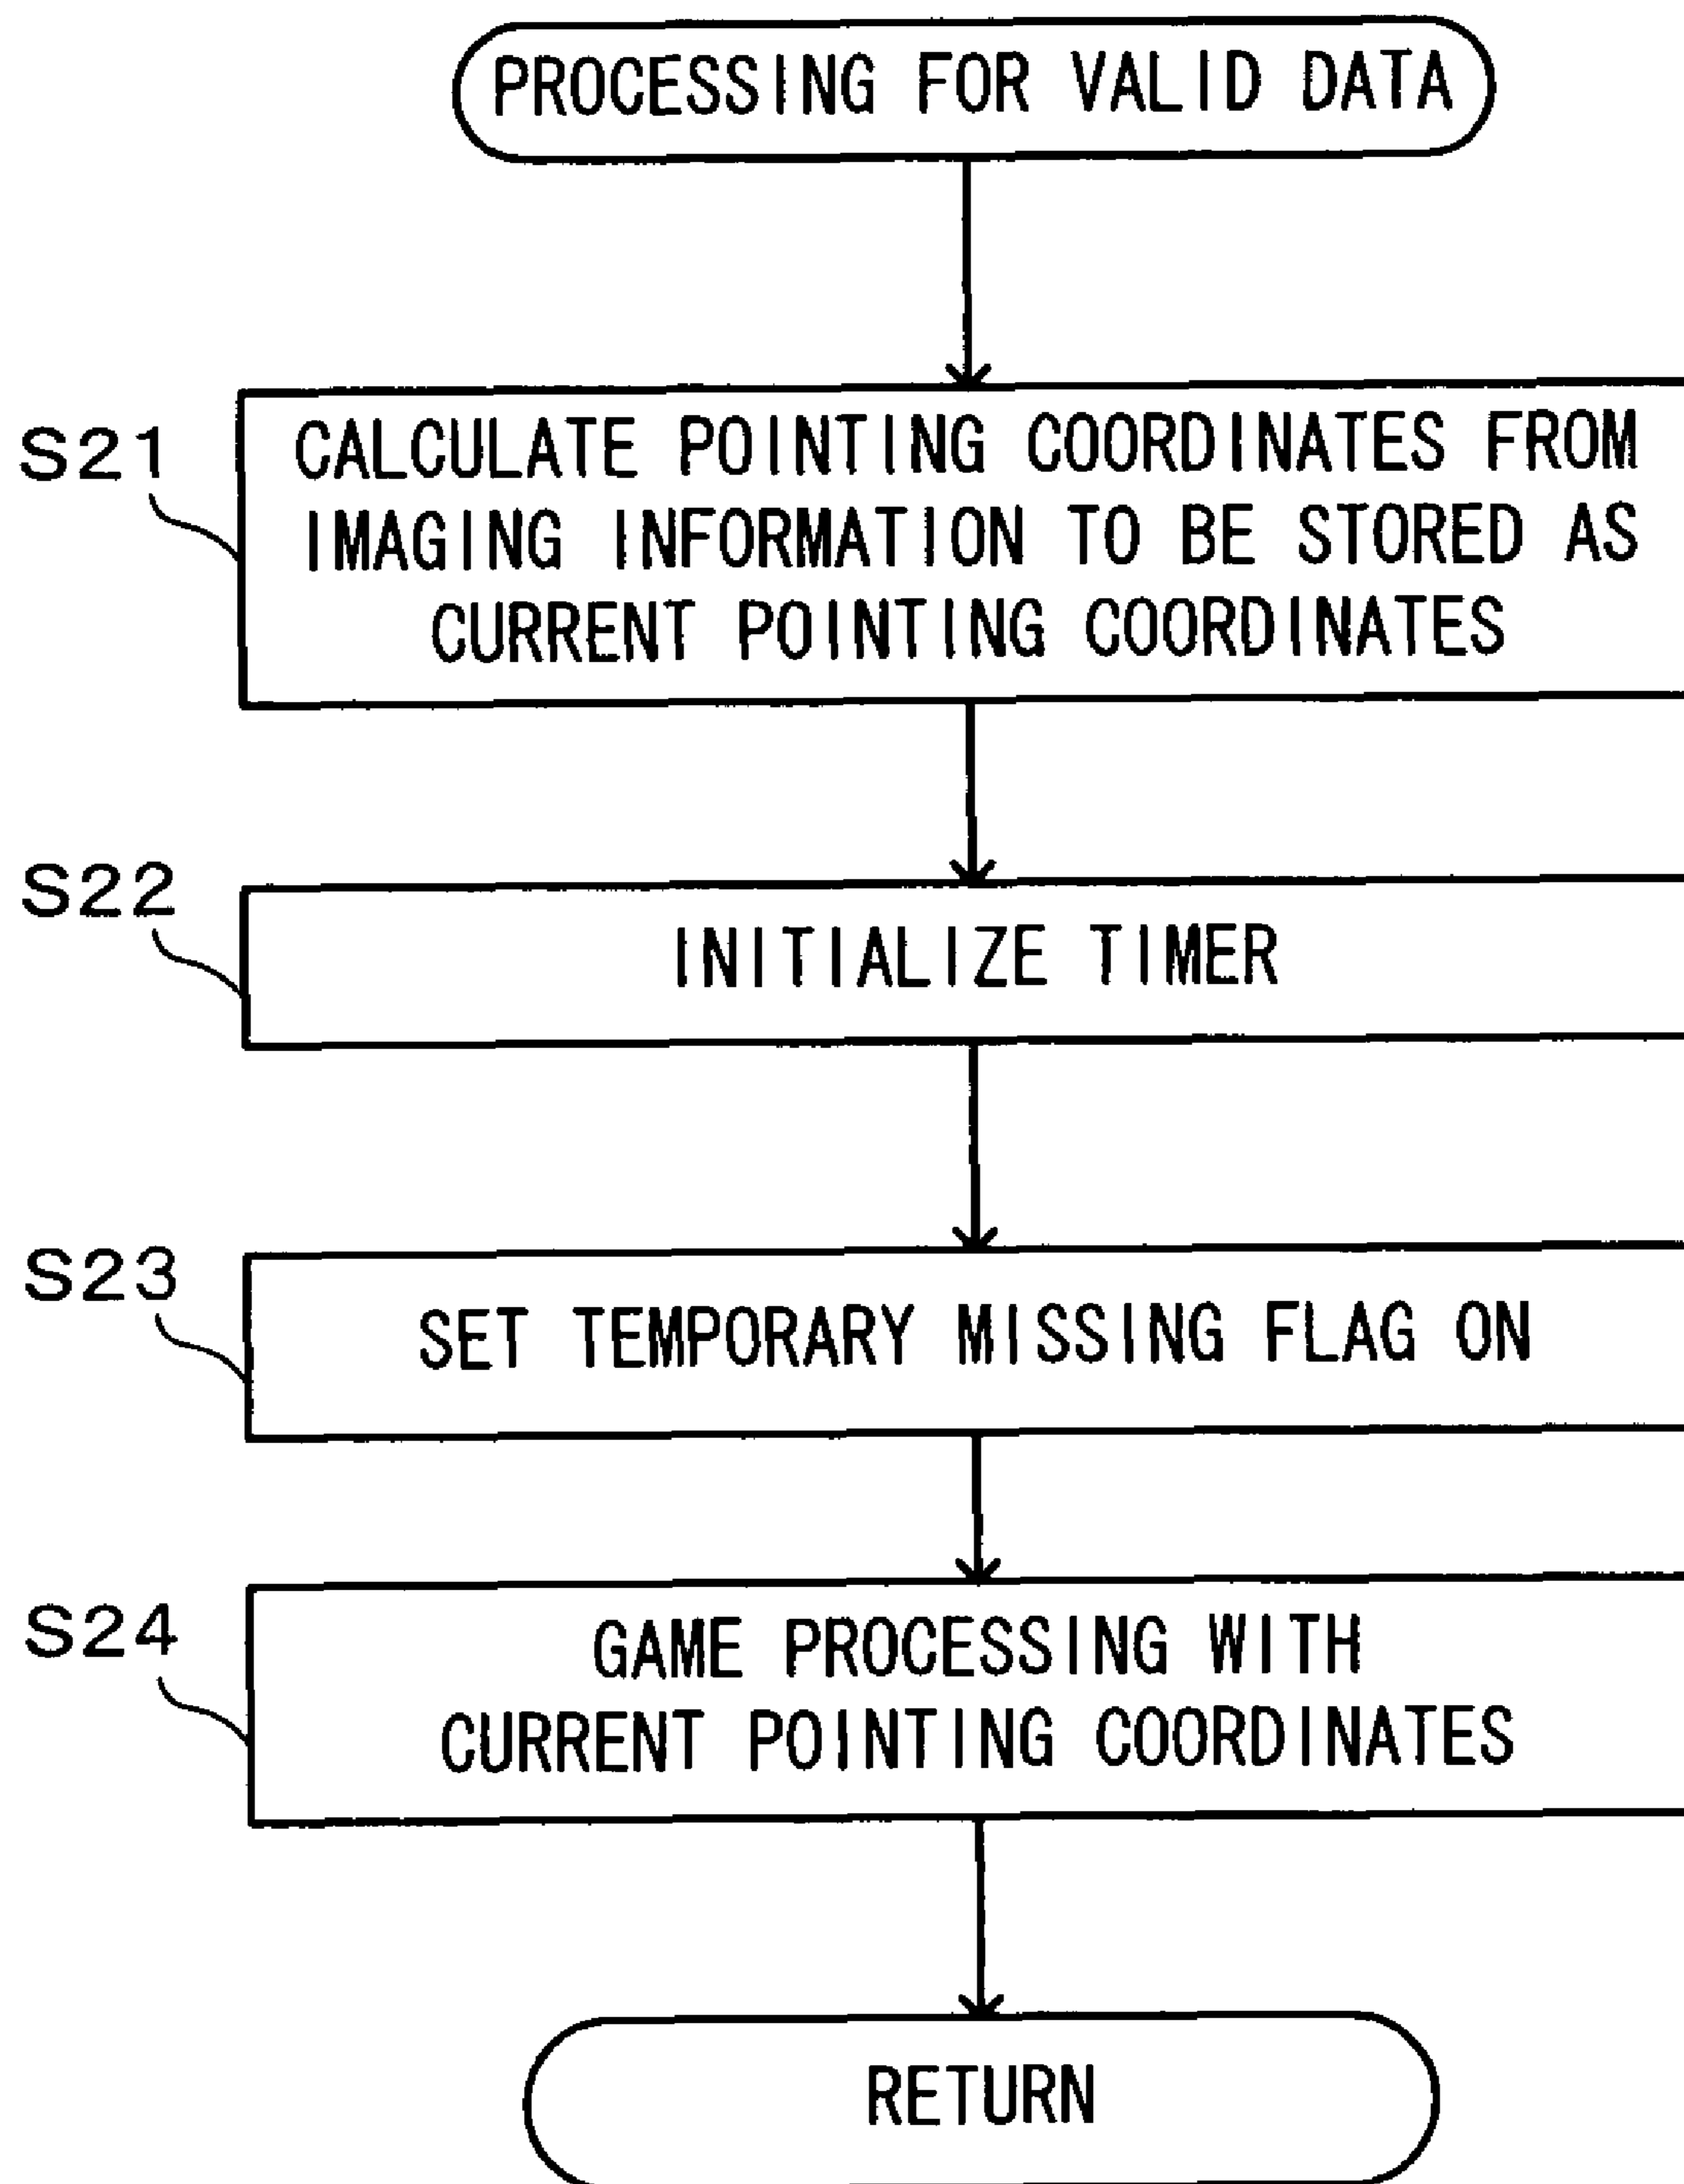 PROCESSING FOR VALID DATA
S21
CALCULATE POINTING COORDINATES FROM
IMAGING INFORMATION TO BE STORED AS
CURRENT POINTING COORDINATES
S22
INITIALIZE TIMER
S23
SET TEMPORARY MISSING FLAG ON
S24
GAME PROCESSING WITH
CURRENT POINTING COORDINATES
RETURN